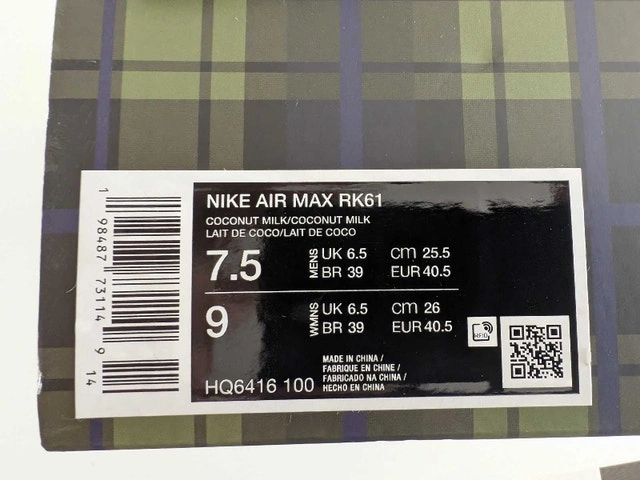 NIKE AIR MAX RK61
COCONUT MILK/COCONUT MILK
LAIT DE COCO/LAIT DE COCO
7.5 MENS UK 6.5 CM 25.5
BR 39 EUR 40.5
9 WMNS UK 6.5 CM 26
BR 39 EUR 40.5
HQ6416 100
MADE IN CHINA /
FABRIQUE EN CHINE /
FABRICADO NA CHINA /
HECHO EN CHINA
RFID
1 98487 73114 9 14